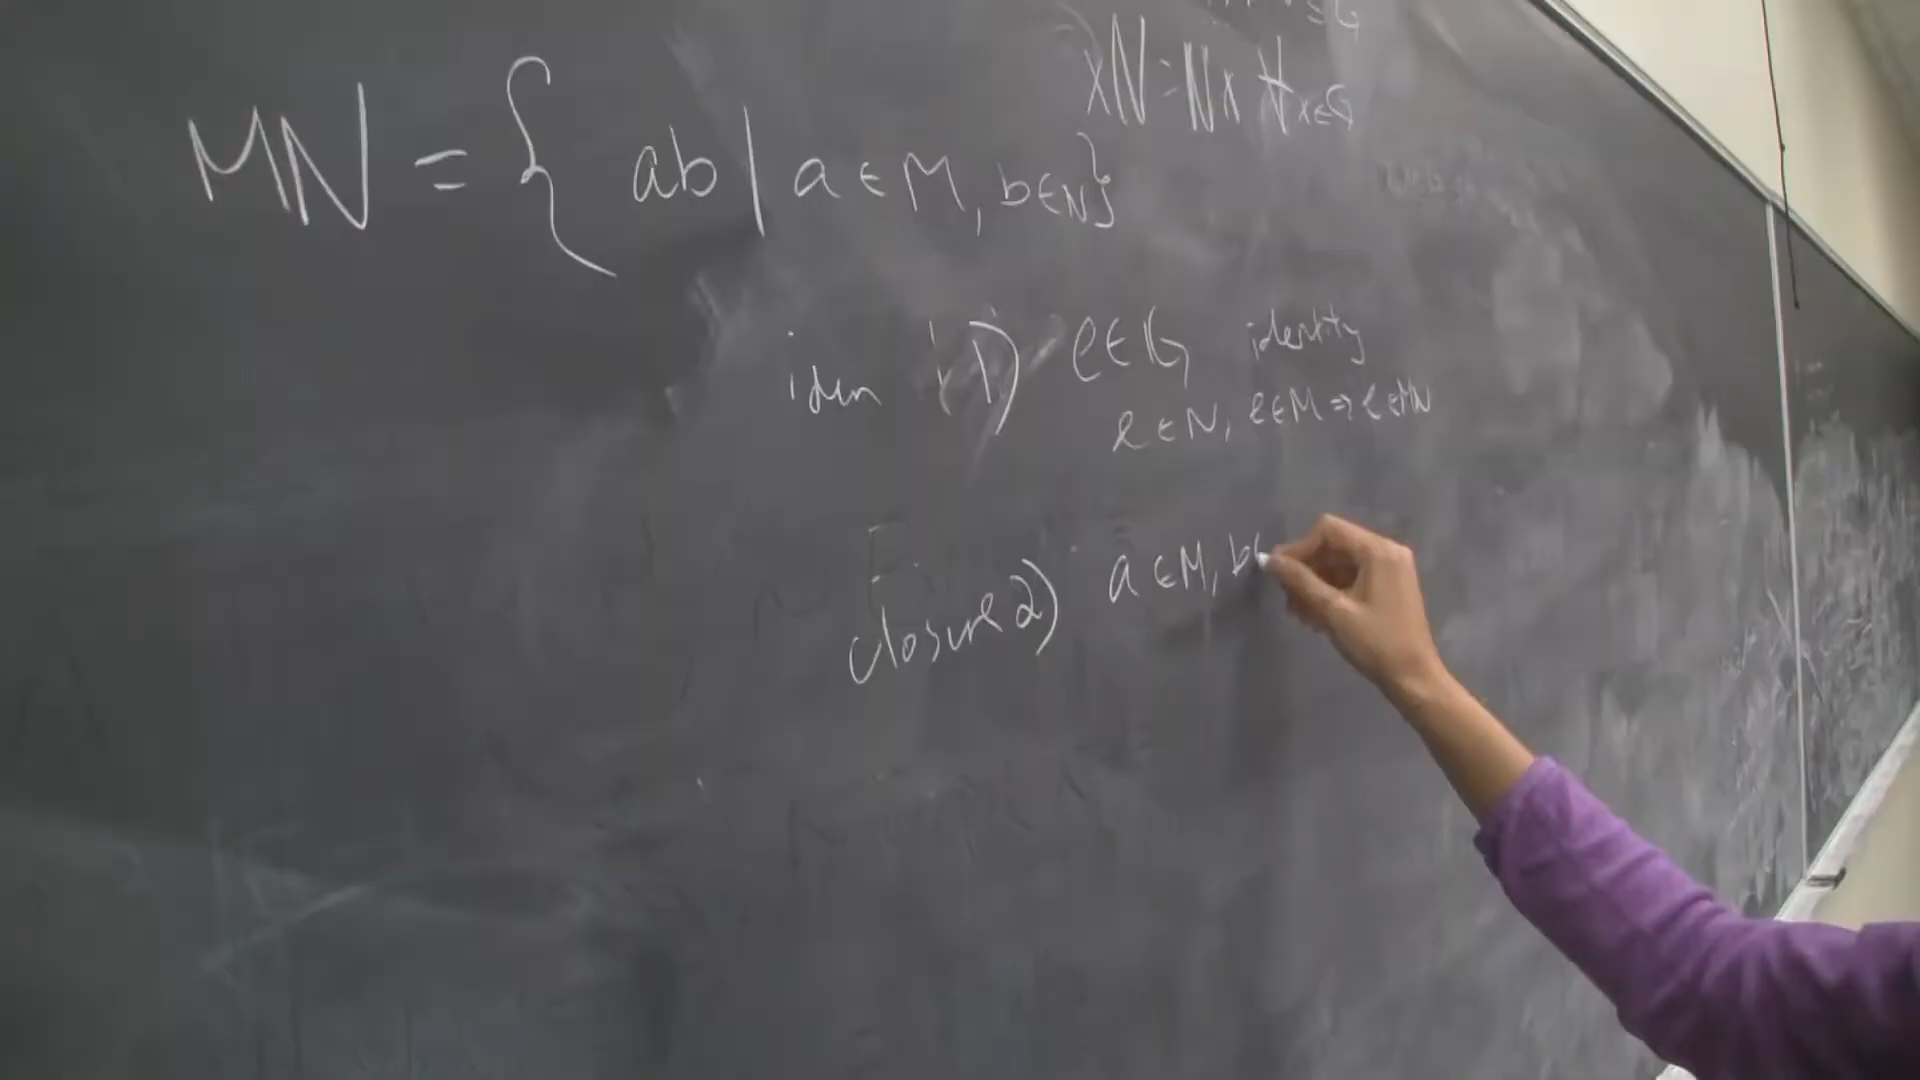 xN = Nx ∀x∈G
MN = { ab | a ∈ M, b ∈ N}
iden 1) e ∈ G identity
e ∈ N, e ∈ M ⇒ e ∈ MN
closure 2) a ∈ M, b ∈